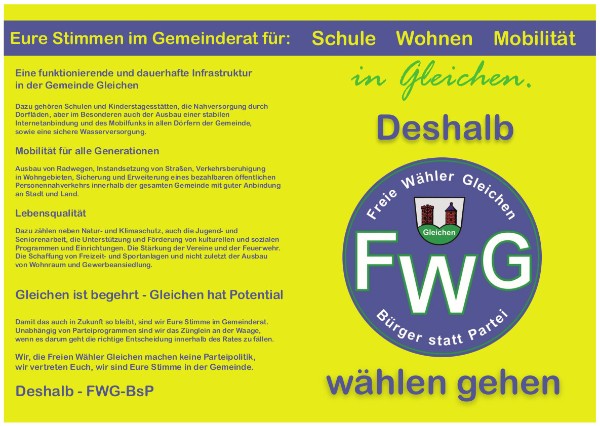 Eure Stimmen im Gemeinderat für: Schule Wohnen Mobilität
in Gleichen.
Eine funktionierende und dauerhafte Infrastruktur
in der Gemeinde Gleichen
Dazu gehören Schulen und Kinderstagesstätten, die Nahversorgung durch
Dorfläden, aber im Besonderen auch der Ausbau einer stabilen
Internetanbindung und des Mobilfunks in allen Dörfern der Gemeinde,
sowie eine sichere Wasserversorgung.
Mobilität für alle Generationen
Ausbau von Radwegen, Instandsetzung von Straßen, Verkehrsberuhigung
in Wohngebieten, Sicherung und Erweiterung eines bezahlbaren öffentlichen
Personennahverkehrs innerhalb der gesamten Gemeinde mit guter Anbindung
an Stadt und Land.
Lebensqualität
Dazu zählen neben Natur- und Klimaschutz, auch die Jugend- und
Seniorenarbeit, die Unterstützung und Förderung von kulturellen und sozialen
Programmen und Einrichtungen. Die Stärkung der Vereine und der Feuerwehr.
Die Schaffung von Freizeit- und Sportanlagen und nicht zuletzt der Ausbau
von Wohnraum und Gewerbeansiedlung.
Gleichen ist begehrt - Gleichen hat Potential
Damit das auch in Zukunft so bleibt, sind wir Eure Stimme im Gemeinderat.
Unabhängig von Parteiprogrammen sind wir das Zünglein an der Waage,
wenn es darum geht die richtige Entscheidung innerhalb des Rates zu fällen.
Wir, die Freien Wähler Gleichen machen keine Parteipolitik,
wir vertreten Euch, wir sind Eure Stimme in der Gemeinde.
Deshalb - FWG-BsP
Deshalb
Freie Wähler Gleichen
Gleichen
FWG
Bürger statt Partei
wählen gehen